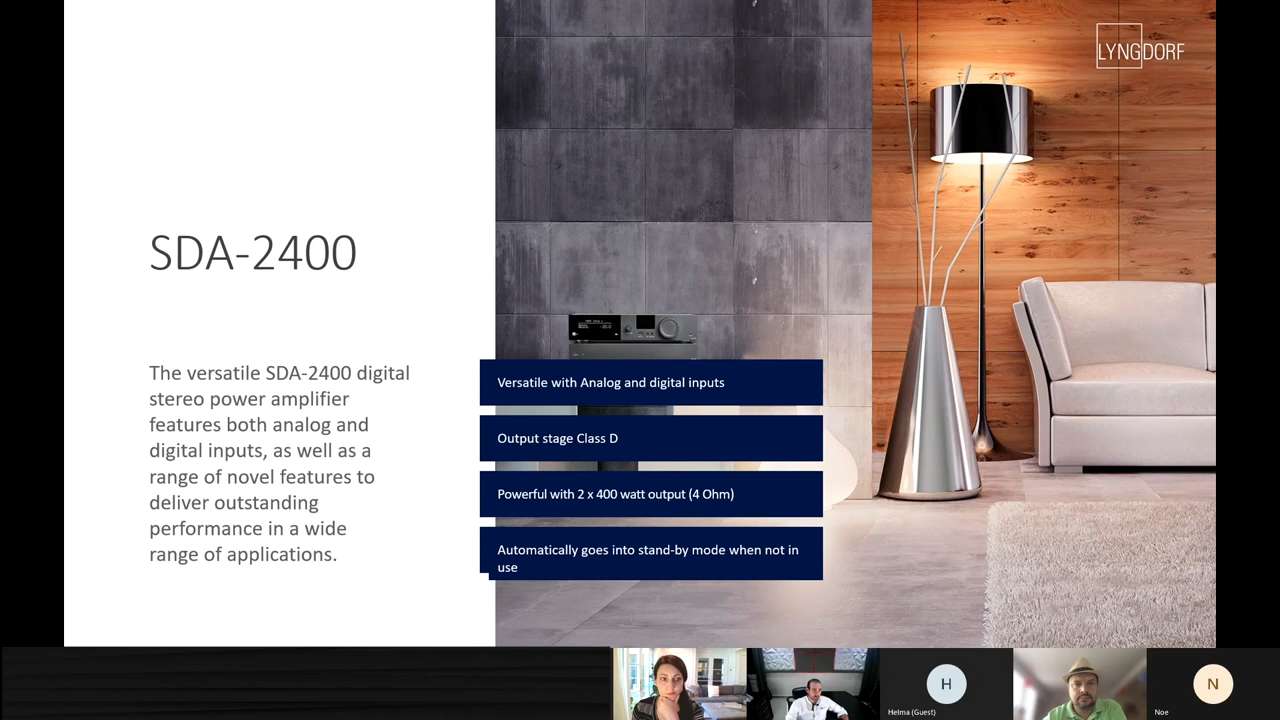 LYNGDORF
SDA-2400
The versatile SDA-2400 digital
stereo power amplifier
features both analog and
digital inputs, as well as a
range of novel features to
deliver outstanding
performance in a wide
range of applications.
Versatile with Analog and digital inputs
Output stage Class D
Powerful with 2 x 400 watt output (4 Ohm)
Automatically goes into stand-by mode when not in
use
H
Helma (Guest)
N
Noe